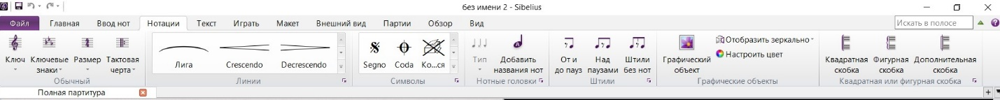 без имени 2 - Sibelius
Файл Главная Ввод нот Нотации Текст Играть Макет Внешний вид Партии Обзор Вид Искать в полосе
Ключ Ключевые знаки Размер Тактовая черта
Обычный
Лига Crescendo Decrescendo
Линии
Segno Coda Ко...ся
Символы
Тип Добавить названия нот
Нотные головки
От и до пауз Над паузами Штили без нот
Штили
Графический объект Отобразить зеркально Настроить цвет
Графические объекты
Квадратная скобка Фигурная скобка Дополнительная скобка
Квадратная или фигурная скобка
Полная партитура